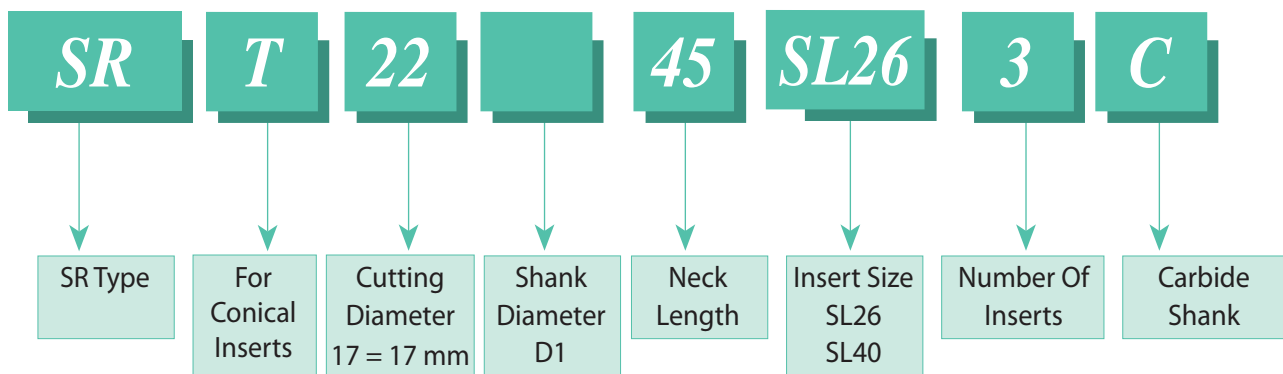 SR T 22 45 SL26 3 C
SR Type
For
Conical
Inserts
Cutting
Diameter
17 = 17 mm
Shank
Diameter
D1
Neck
Length
Insert Size
SL26
SL40
Number Of
Inserts
Carbide
Shank